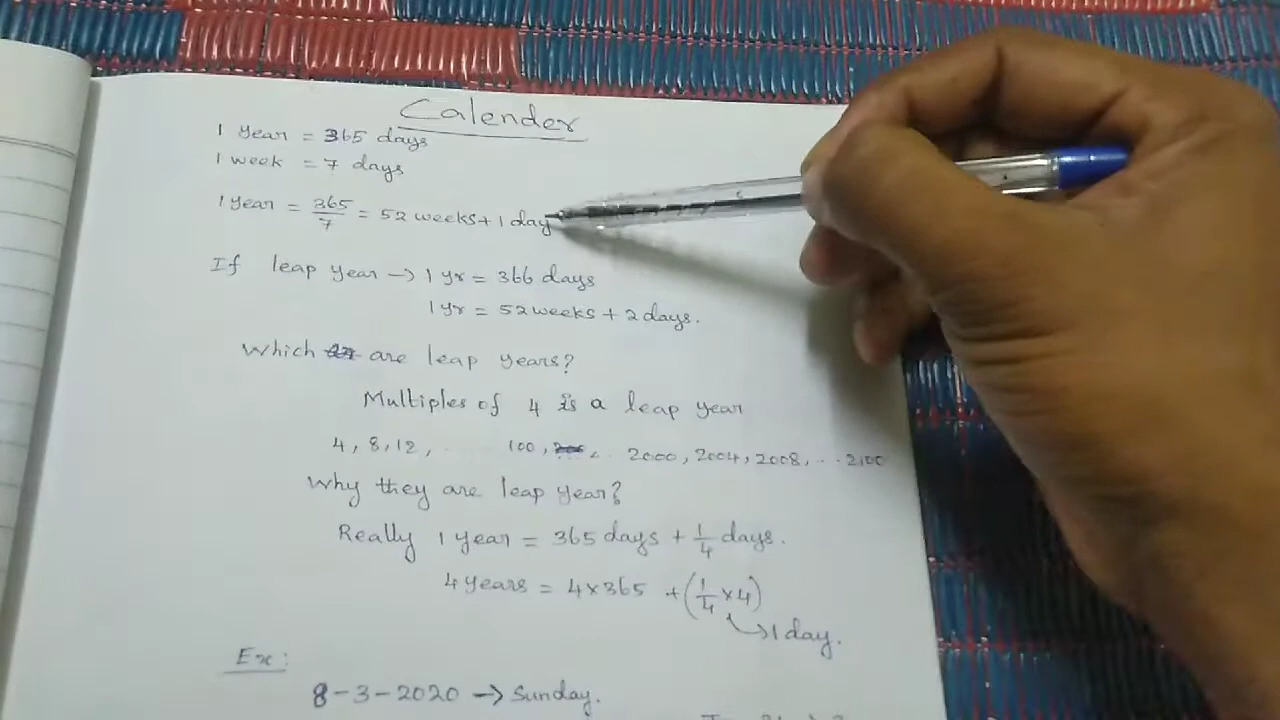 Calender
1 Year = 365 days
1 week = 7 days
1 Year = 365/7 = 52 weeks + 1 day
If leap year → 1 yr = 366 days
1 yr = 52 weeks + 2 days.
Which are leap years?
Multiples of 4 is a leap year
4, 8, 12, ..... 100, .. 2000, 2004, 2008, ... 2100
Why they are leap year?
Really 1 year = 365 days + 1/4 days.
4 years = 4 × 365 + (1/4 × 4)
↳ 1 day.
Ex:
8-3-2020 → Sunday.